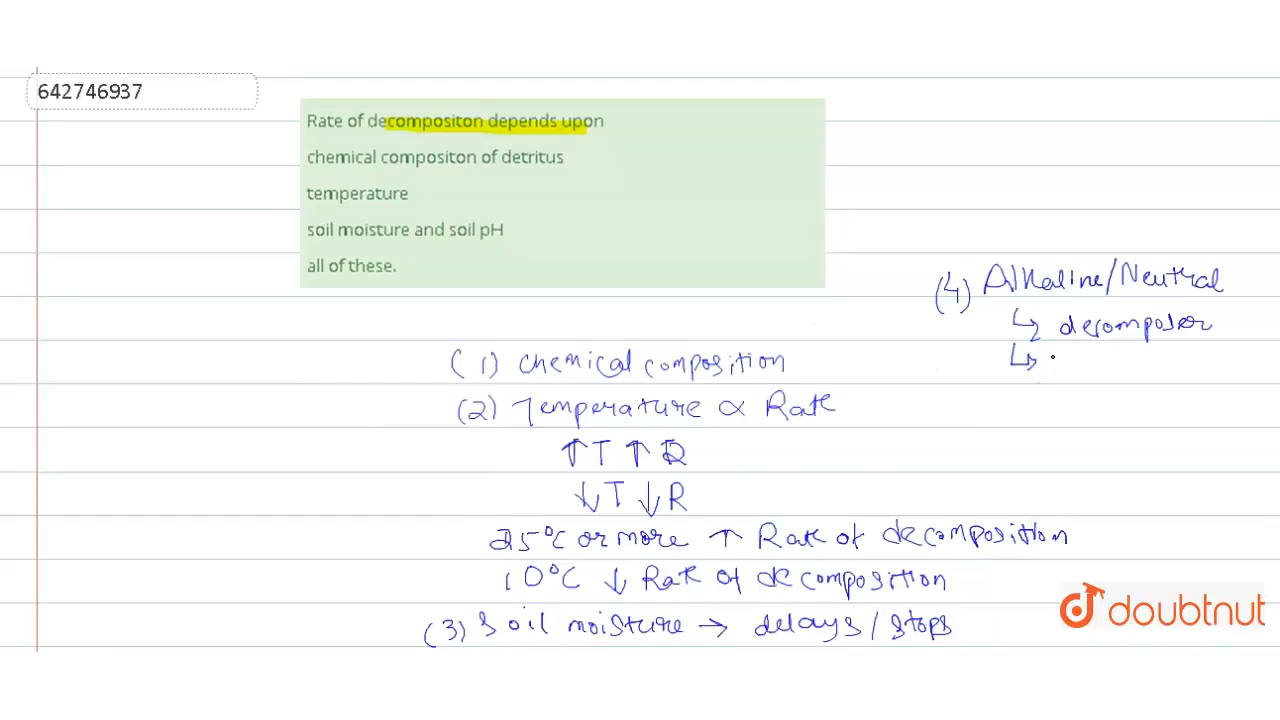 642746937
Rate of decompositon depends upon
chemical compositon of detritus
temperature
soil moisture and soil pH
all of these.
(4) Alkaline/Neutral
↳ decomposer
↳
(1) Chemical composition
(2) Temperature ∝ Rate
↑ T ↑ R
↓ T ↓ R
25°C or more ↑ Rate of decomposition
10°C ↓ Rate of decomposition
(3) Soil moisture → delays/stops
doubtnut